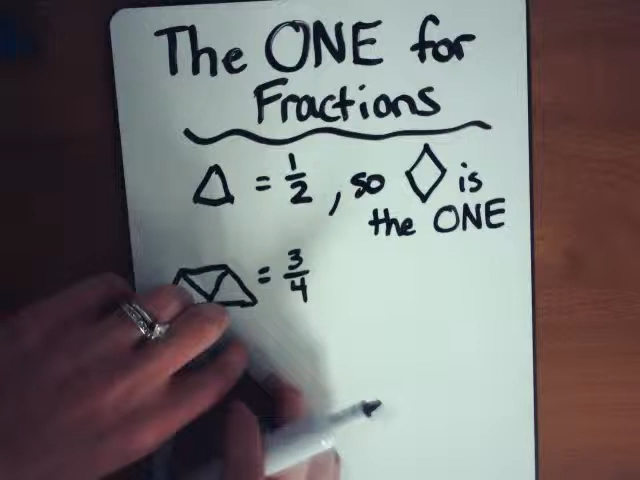 The ONE for
Fractions
= 1/2, so is
the ONE
= 3/4